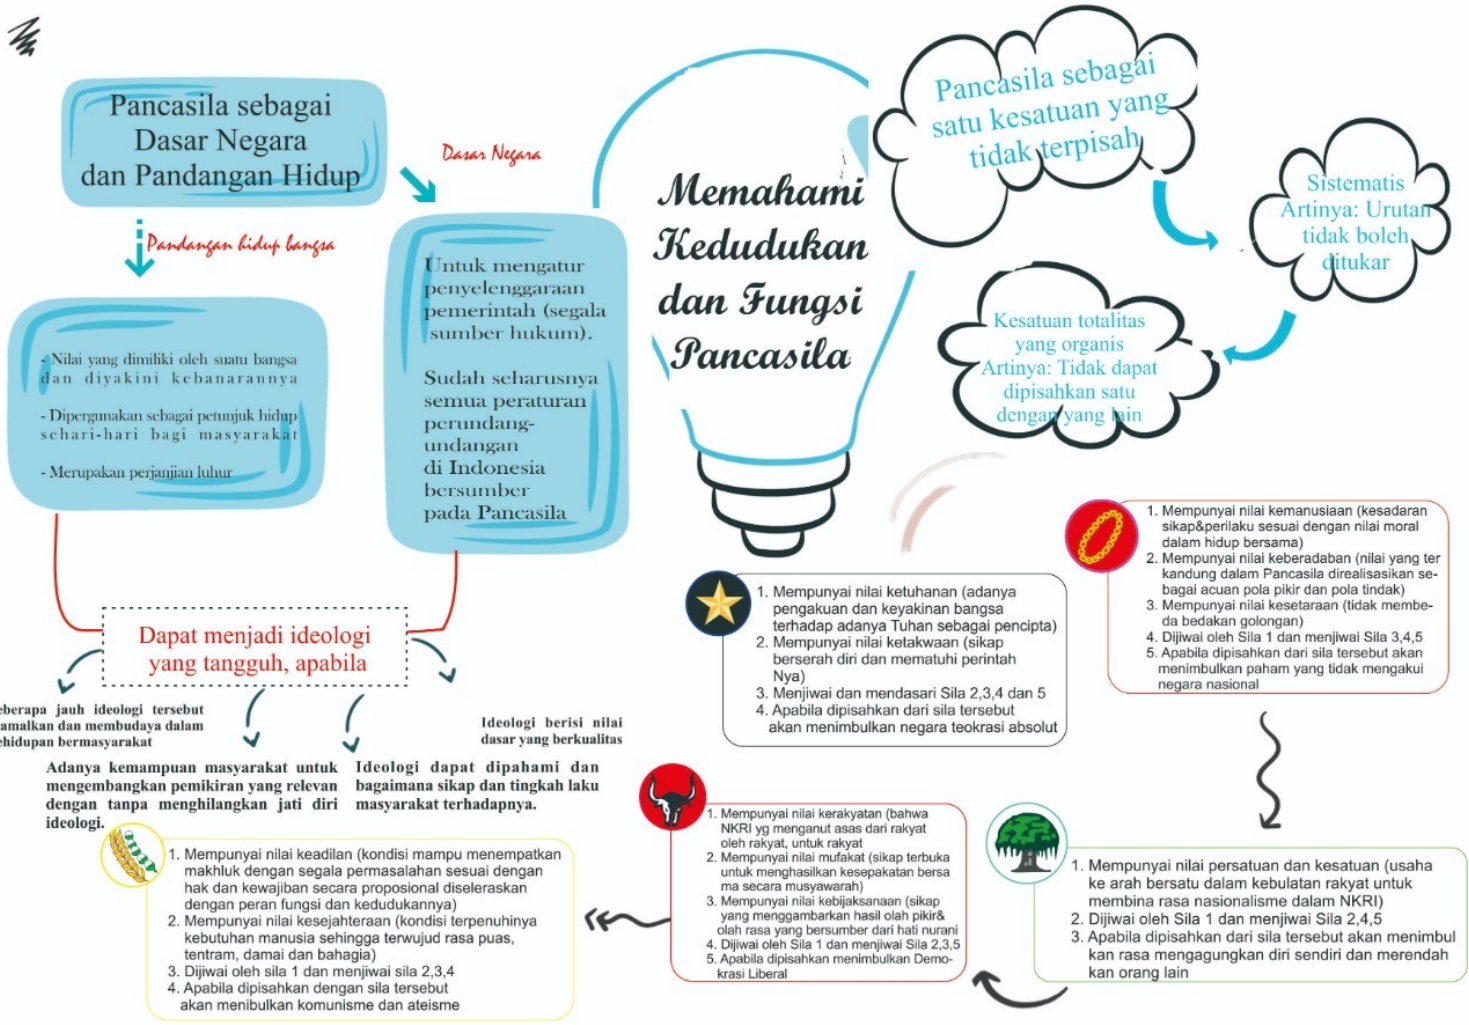 Pancasila sebagai
Dasar Negara
dan Pandangan Hidup
Dasar Negara
Pandangan hidup bangsa
- Nilai yang dimiliki oleh suatu bangsa
dan diyakini kebanarannya
- Dipergunakan sebagai petunjuk hidup
sehari-hari bagi masyarakat
- Merupakan perjanjian luhur
Untuk mengatur
penyelenggaraan
pemerintah (segala
sumber hukum).
Sudah seharusnya
semua peraturan
perundang-
undangan
di Indonesia
bersumber
pada Pancasila
Dapat menjadi ideologi
yang tangguh, apabila
eberapa jauh ideologi tersebut
amalkan dan membudaya dalam
ehidupan bermasyarakat
Adanya kemampuan masyarakat untuk
mengembangkan pemikiran yang relevan
dengan tanpa menghilangkan jati diri
ideologi.
Ideologi dapat dipahami dan
bagaimana sikap dan tingkah laku
masyarakat terhadapnya.
Ideologi berisi nilai
dasar yang berkualitas
Memahami
Kedudukan
dan Fungsi
Pancasila
Pancasila sebagai
satu kesatuan yang
tidak terpisah
Sistematis
Artinya: Urutan
tidak boleh
ditukar
Kesatuan totalitas
yang organis
Artinya: Tidak dapat
dipisahkan satu
dengan yang lain
1. Mempunyai nilai ketuhanan (adanya
pengakuan dan keyakinan bangsa
terhadap adanya Tuhan sebagai pencipta)
2. Mempunyai nilai ketakwaan (sikap
berserah diri dan mematuhi perintah
Nya)
3. Menjiwai dan mendasari Sila 2,3,4 dan 5
4. Apabila dipisahkan dari sila tersebut
akan menimbulkan negara teokrasi absolut
1. Mempunyai nilai kemanusiaan (kesadaran
sikap&perilaku sesuai dengan nilai moral
dalam hidup bersama)
2. Mempunyai nilai keberadaban (nilai yang ter
kandung dalam Pancasila direalisasikan se-
bagai acuan pola pikir dan pola tindak)
3. Mempunyai nilai kesetaraan (tidak membe-
da bedakan golongan)
4. Dijiwai oleh Sila 1 dan menjiwai Sila 3,4,5
5. Apabila dipisahkan dari sila tersebut akan
menimbulkan paham yang tidak mengakui
negara nasional
1. Mempunyai nilai persatuan dan kesatuan (usaha
ke arah bersatu dalam kebulatan rakyat untuk
membina rasa nasionalisme dalam NKRI)
2. Dijiwai oleh Sila 1 dan menjiwai Sila 2,4,5
3. Apabila dipisahkan dari sila tersebut akan menimbul
kan rasa mengagungkan diri sendiri dan merendah
kan orang lain
1. Mempunyai nilai kerakyatan (bahwa
NKRI yg menganut asas dari rakyat
oleh rakyat, untuk rakyat
2. Mempunyai nilai mufakat (sikap terbuka
untuk menghasilkan kesepakatan bersa
ma secara musyawarah)
3. Mempunyai nilai kebijaksanaan (sikap
yang menggambarkan hasil olah pikir&
olah rasa yang bersumber dari hati nurani
4. Dijiwai oleh Sila 1 dan menjiwai Sila 2,3,5
5. Apabila dipisahkan menimbulkan Demo-
krasi Liberal
1. Mempunyai nilai keadilan (kondisi mampu menempatkan
makhluk dengan segala permasalahan sesuai dengan
hak dan kewajiban secara proposional diseleraskan
dengan peran fungsi dan kedukannya)
2. Mempunyai nilai kesejahteraan (kondisi terpenuhinya
kebutuhan manusia sehingga terwujud rasa puas,
tentram, damai dan bahagia)
3. Dijiwai oleh sila 1 dan menjiwai sila 2,3,4
4. Apabila dipisahkan dengan sila tersebut
akan menibulkan komunisme dan ateisme